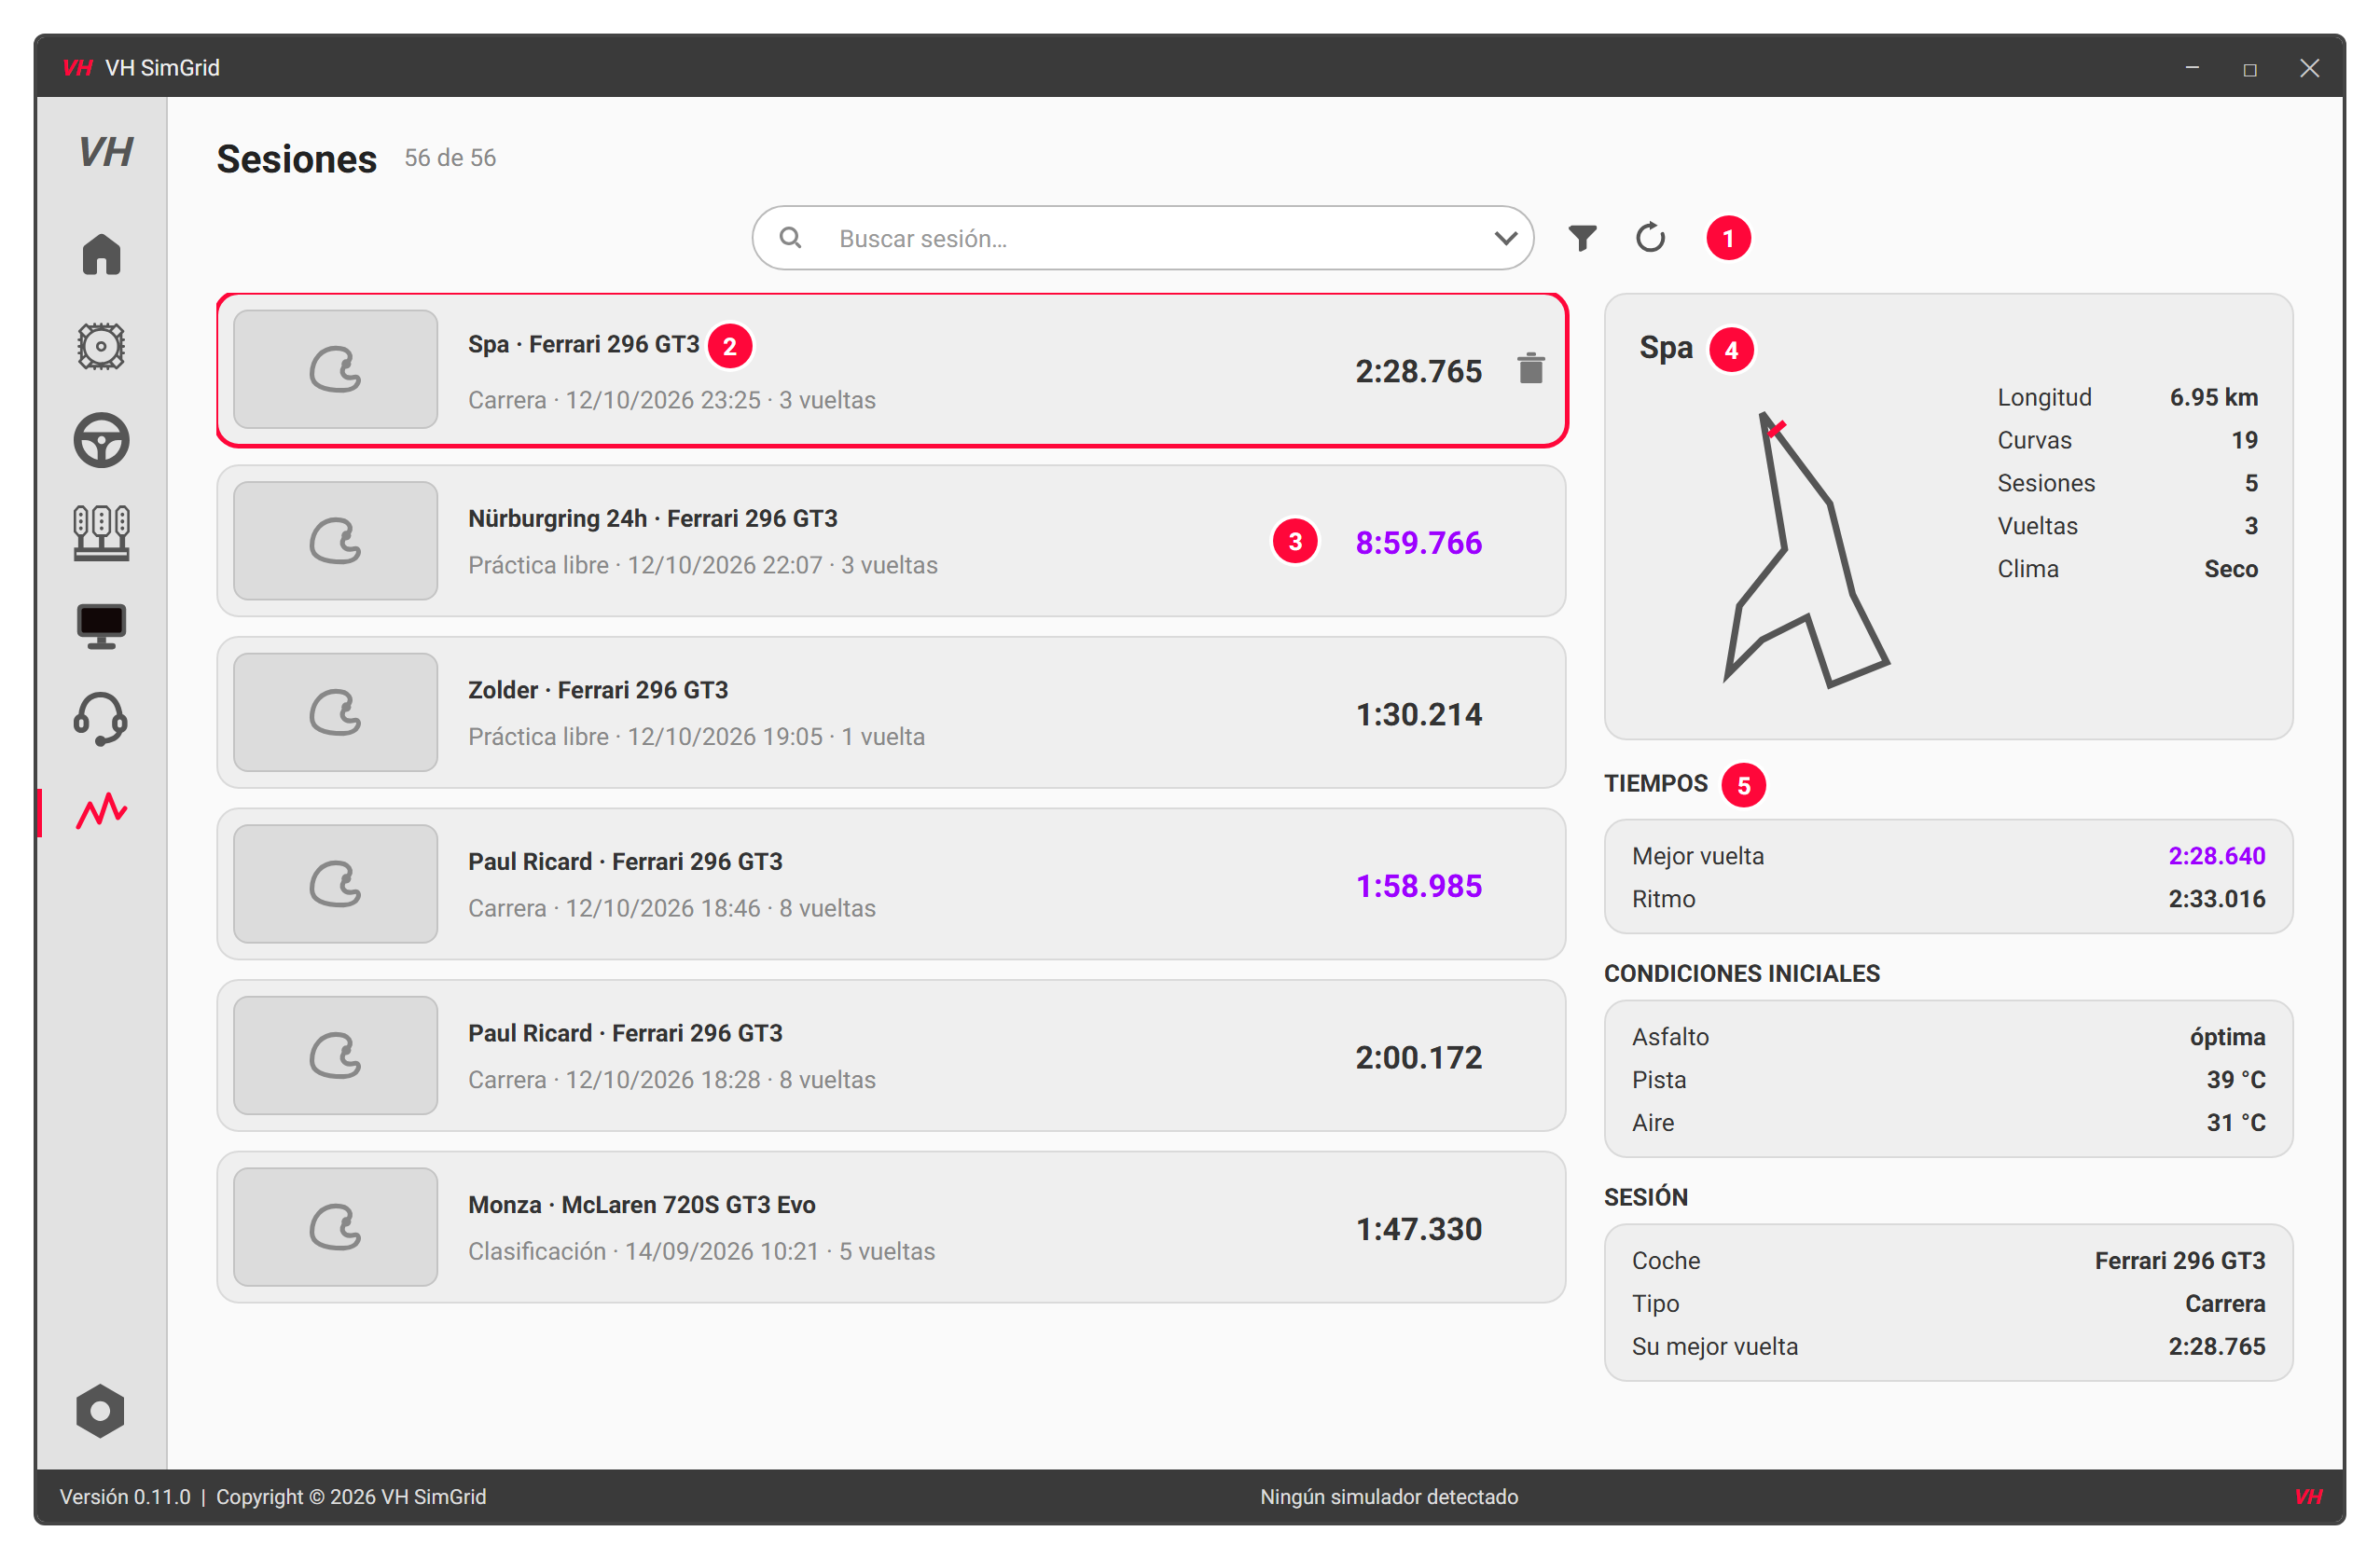 VH VH SimGrid
VH
Sesiones 56 de 56
Buscar sesión...
1
Spa · Ferrari 296 GT3 2
Carrera · 12/10/2026 23:25 · 3 vueltas
2:28.765
Nürburgring 24h · Ferrari 296 GT3
Práctica libre · 12/10/2026 22:07 · 3 vueltas
3 8:59.766
Zolder · Ferrari 296 GT3
Práctica libre · 12/10/2026 19:05 · 1 vuelta
1:30.214
Paul Ricard · Ferrari 296 GT3
Carrera · 12/10/2026 18:46 · 8 vueltas
1:58.985
Paul Ricard · Ferrari 296 GT3
Carrera · 12/10/2026 18:28 · 8 vueltas
2:00.172
Monza · McLaren 720S GT3 Evo
Clasificación · 14/09/2026 10:21 · 5 vueltas
1:47.330
Spa 4
Longitud 6.95 km
Curvas 19
Sesiones 5
Vueltas 3
Clima Seco
TIEMPOS 5
Mejor vuelta 2:28.640
Ritmo 2:33.016
CONDICIONES INICIALES
Asfalto óptima
Pista 39 °C
Aire 31 °C
SESIÓN
Coche Ferrari 296 GT3
Tipo Carrera
Su mejor vuelta 2:28.765
Versión 0.11.0 | Copyright © 2026 VH SimGrid
Ningún simulador detectado
VH